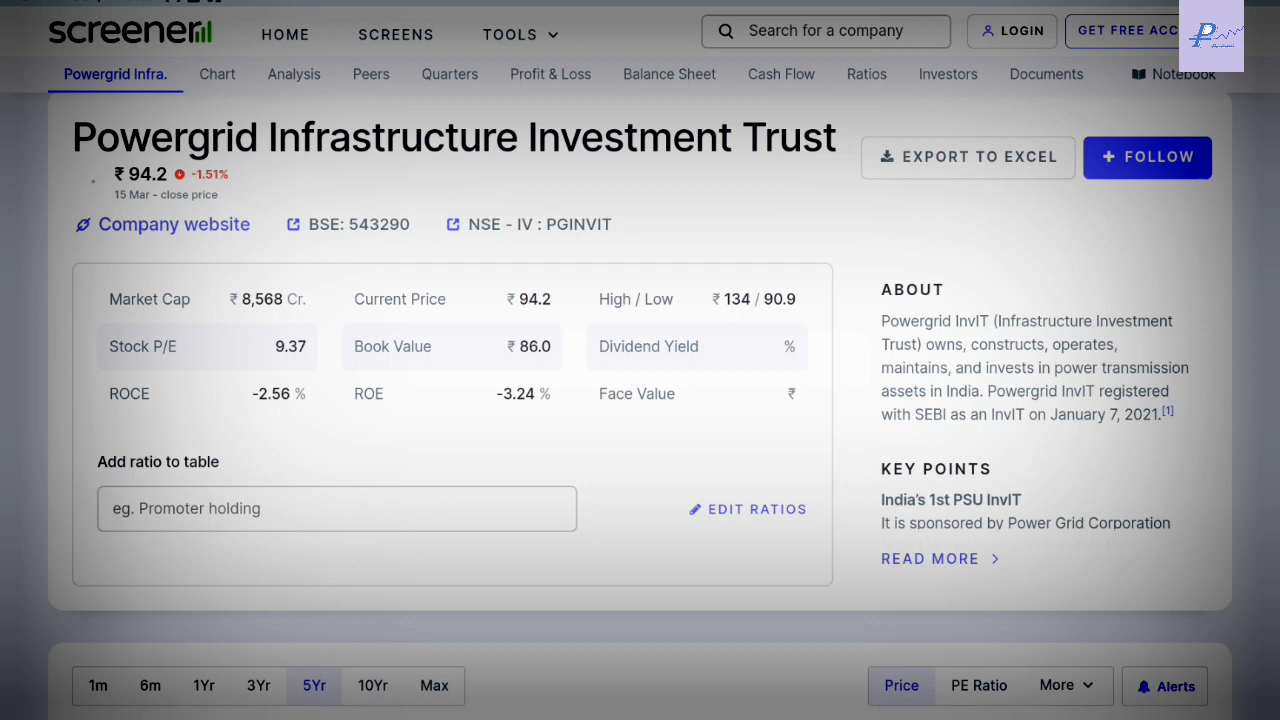 screener
HOME SCREENS TOOLS
Search for a company
LOGIN
GET FREE ACC
Powergrid Infra. Chart Analysis Peers Quarters Profit & Loss Balance Sheet Cash Flow Ratios Investors Documents Notebook
Powergrid Infrastructure Investment Trust
EXPORT TO EXCEL
FOLLOW
₹ 94.2 -1.51%
15 Mar - close price
Company website BSE: 543290 NSE - IV : PGINVIT
Market Cap ₹ 8,568 Cr. Current Price ₹ 94.2 High / Low ₹ 134 / 90.9
Stock P/E 9.37 Book Value ₹ 86.0 Dividend Yield %
ROCE -2.56 % ROE -3.24 % Face Value ₹
Add ratio to table
eg. Promoter holding
EDIT RATIOS
ABOUT
Powergrid InvIT (Infrastructure Investment
Trust) owns, constructs, operates,
maintains, and invests in power transmission
assets in India. Powergrid InvIT registered
with SEBI as an InvIT on January 7, 2021.[1]
KEY POINTS
India's 1st PSU InvIT
It is sponsored by Power Grid Corporation
READ MORE
1m 6m 1Yr 3Yr 5Yr 10Yr Max
Price PE Ratio More
Alerts